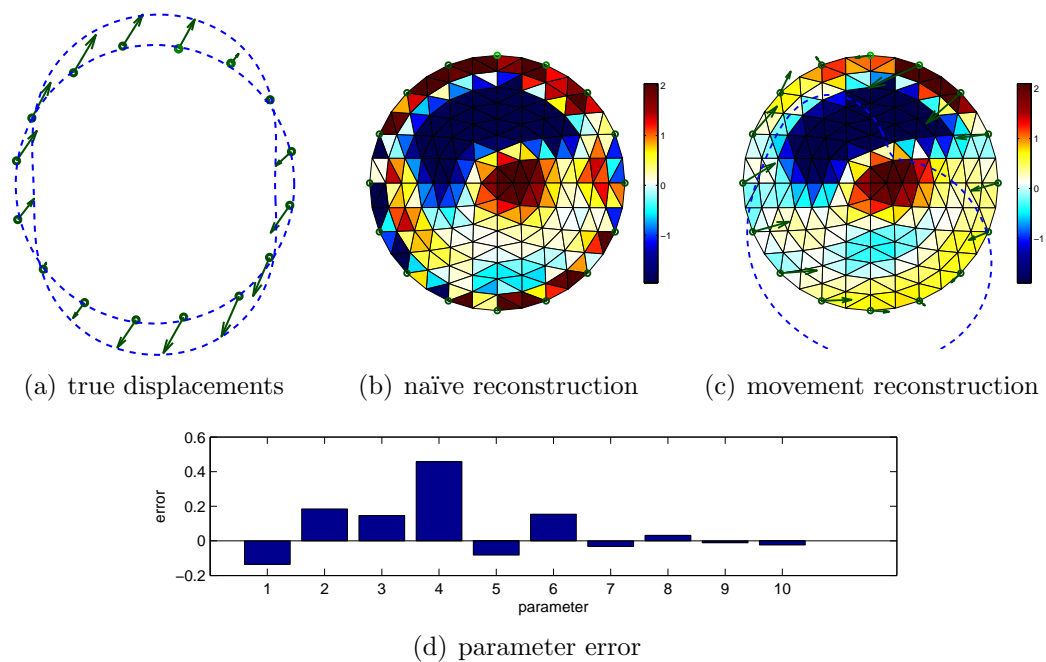 2
1
0
−1
2
1
0
−1
(a) true displacements
(b) naïve reconstruction
(c) movement reconstruction
0.6
0.4
0.2
0
−0.2
error
1 2 3 4 5 6 7 8 9 10
parameter
(d) parameter error